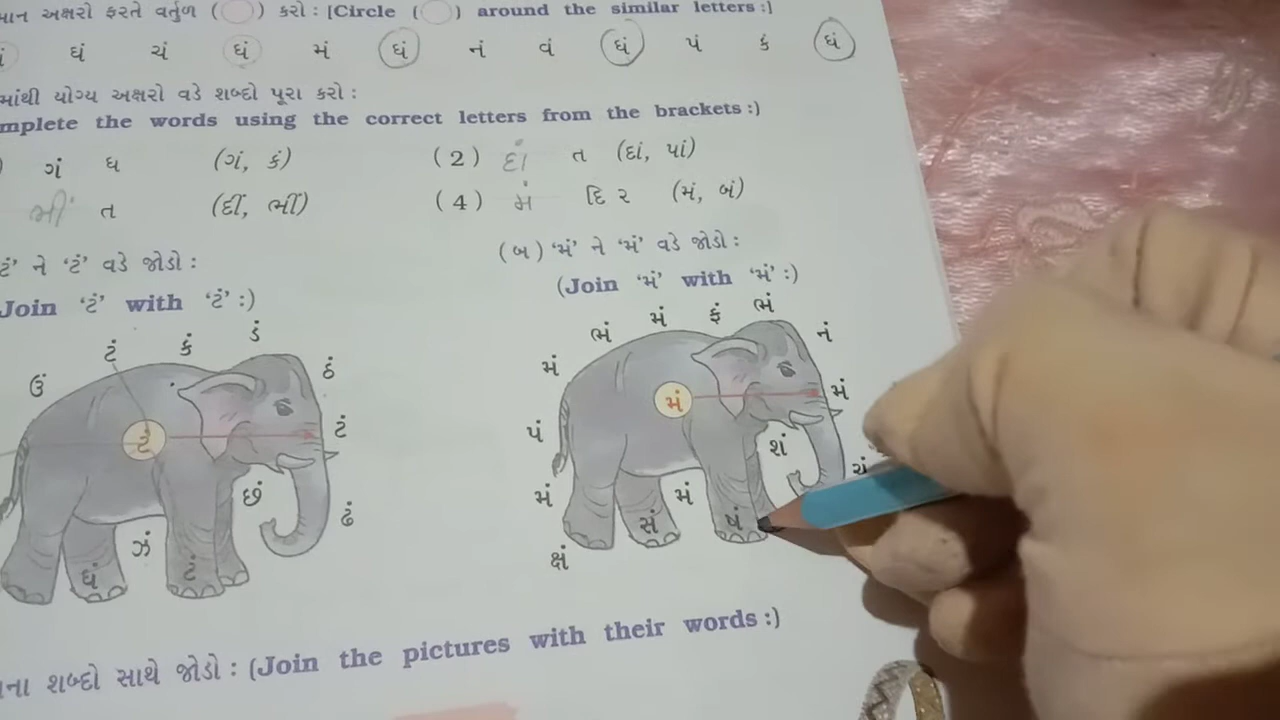 માન અક્ષરો ફરતે વર્તુળ ( ) કરો : [Circle ( ) around the similar letters :]
ઘં ચં ઘં મં ઘં નં વં ઘં પં કં ઘં
માંથી યોગ્ય અક્ષરો વડે શબ્દો પૂરા કરો :
mplete the words using the correct letters from the brackets :)
) ગં ધ (ગં, કં) (2) દાં ત (દાં, પાં)
ભીં ત (દીં, ભીં) (4) મં દિ ર (મં, બં)
ટં' ને 'ટં' વડે જોડો :
Join 'ટં' with 'ટં' :)
ઉં ટં કં ડં ઠં
ટં ટં
છં ઢં
ઝં
ઘં ટં
(બ) 'મં' ને 'મં' વડે જોડો :
(Join 'મં' with 'મં' :)
મં ભં મં ફં ભં નં
મં મં
પં શં
મં સં મં ષં
ક્ષં
ના શબ્દો સાથે જોડો : (Join the pictures with their words :)